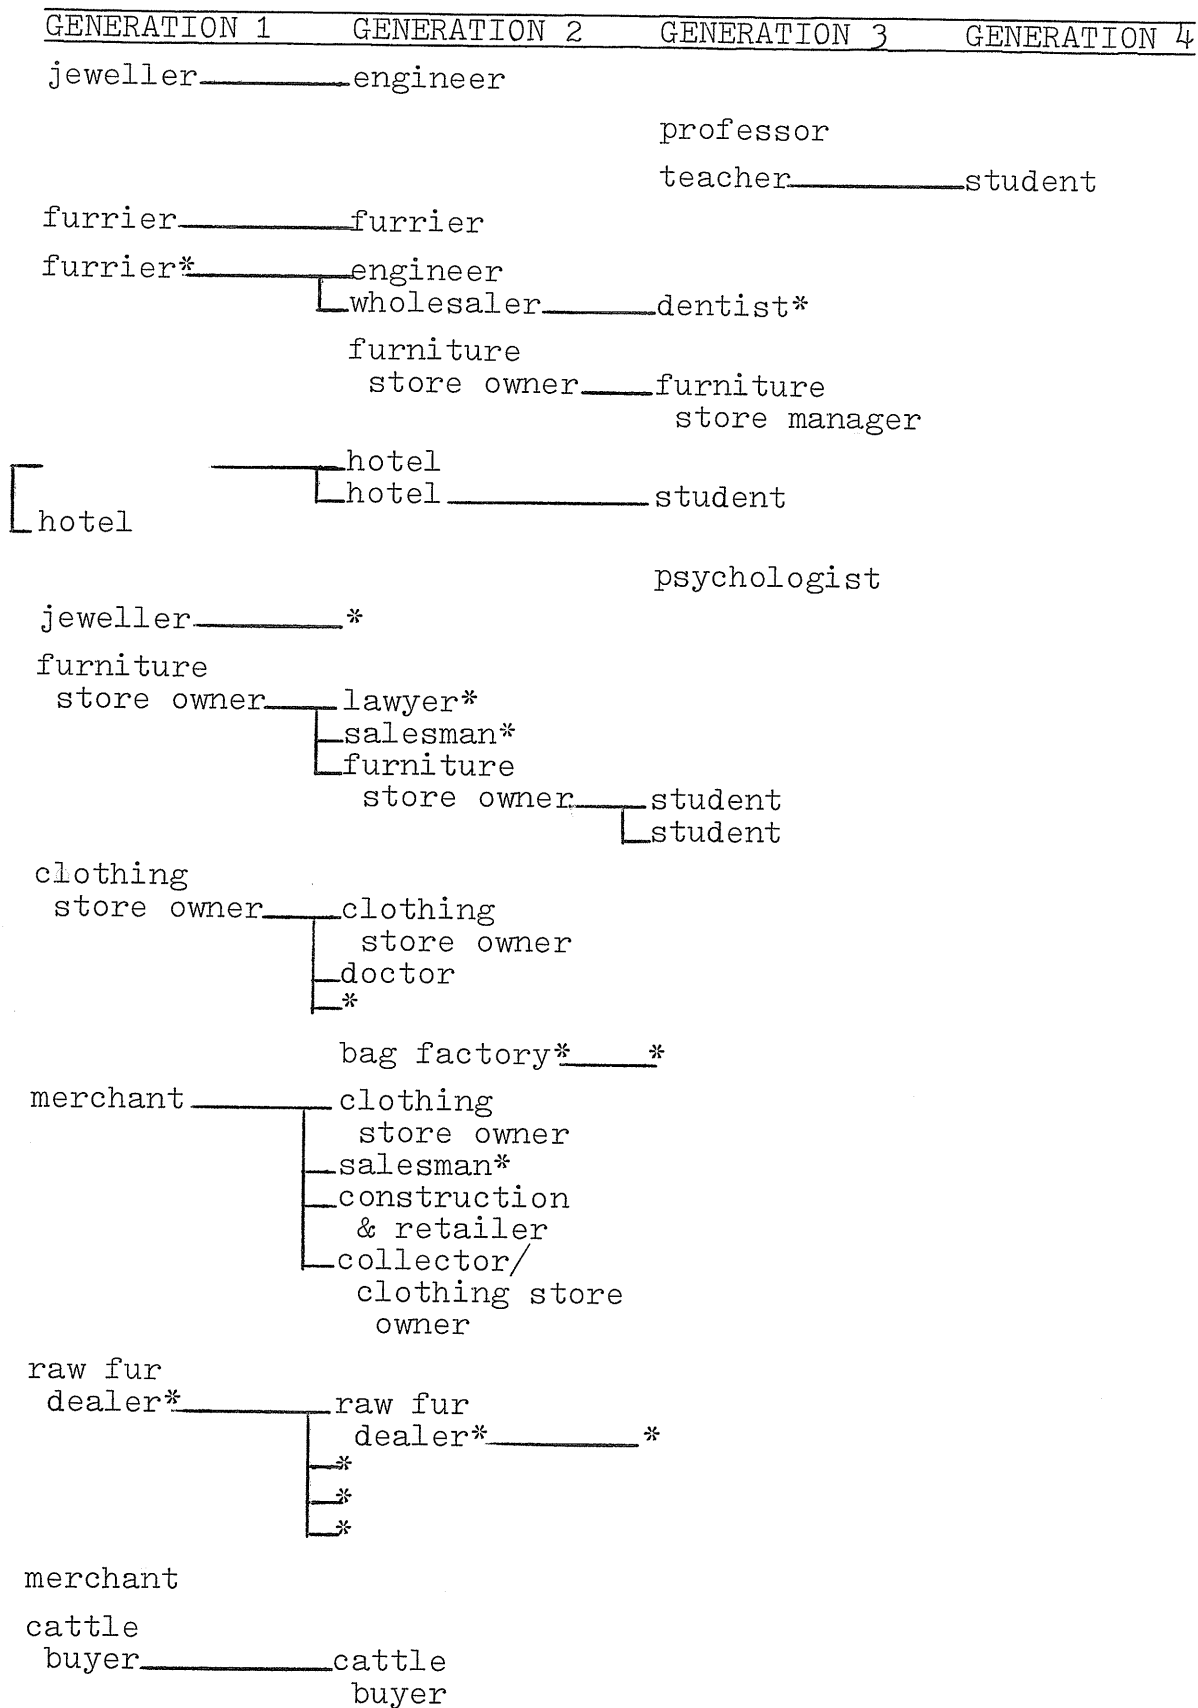 GENERATION 1 GENERATION 2 GENERATION 3 GENERATION 4
jeweller engineer
professor
teacher student
furrier furrier
furrier* engineer
wholesaler dentist*
furniture
store owner furniture
store manager
hotel
hotel student
hotel
psychologist
jeweller *
furniture
store owner lawyer*
salesman*
furniture
store owner student
student
clothing
store owner clothing
store owner
doctor
*
bag factory* *
merchant clothing
store owner
salesman*
construction
& retailer
collector/
clothing store
owner
raw fur
dealer* raw fur
dealer* *
*
*
*
merchant
cattle
buyer cattle
buyer